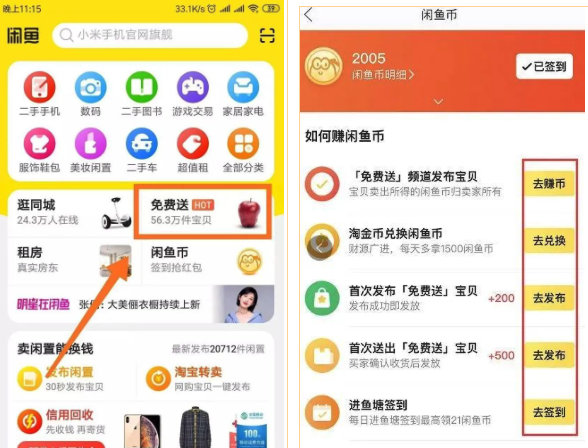 晚上11:15
33.1K/s
39
闲鱼
小米手机官网旗舰
二手手机
数码
二手图书
游戏交易
家居家电
服饰鞋包
美妆闲置
二手车
超值租
全部分类
逛同城
24.3万人在线
免费送 HOT
56.3万件宝贝
租房
真实房东
闲鱼币
签到抢红包
明星在闲鱼
张
: 大美俪衣橱持续上新
卖闲置能换钱
最新发布20712件闲置
发布闲置
30秒发布宝贝
淘宝转卖
网购宝贝一键发布
信用回收
先收钱 再寄货
100
闲鱼币
2005
闲鱼币明细>
已签到
如何赚闲鱼币
「免费送」频道发布宝贝
宝贝卖出所得的闲鱼币归卖家所有
去赚币
淘金币兑换闲鱼币
财源广进，每天多拿1500闲鱼币
去兑换
首次发布「免费送」宝贝
发布成功即发放
+200
去发布
首次送出「免费送」宝贝
买家确认收货后发放
+500
去发布
每日进鱼塘签到
进鱼塘签到最高领21闲鱼币
去签到